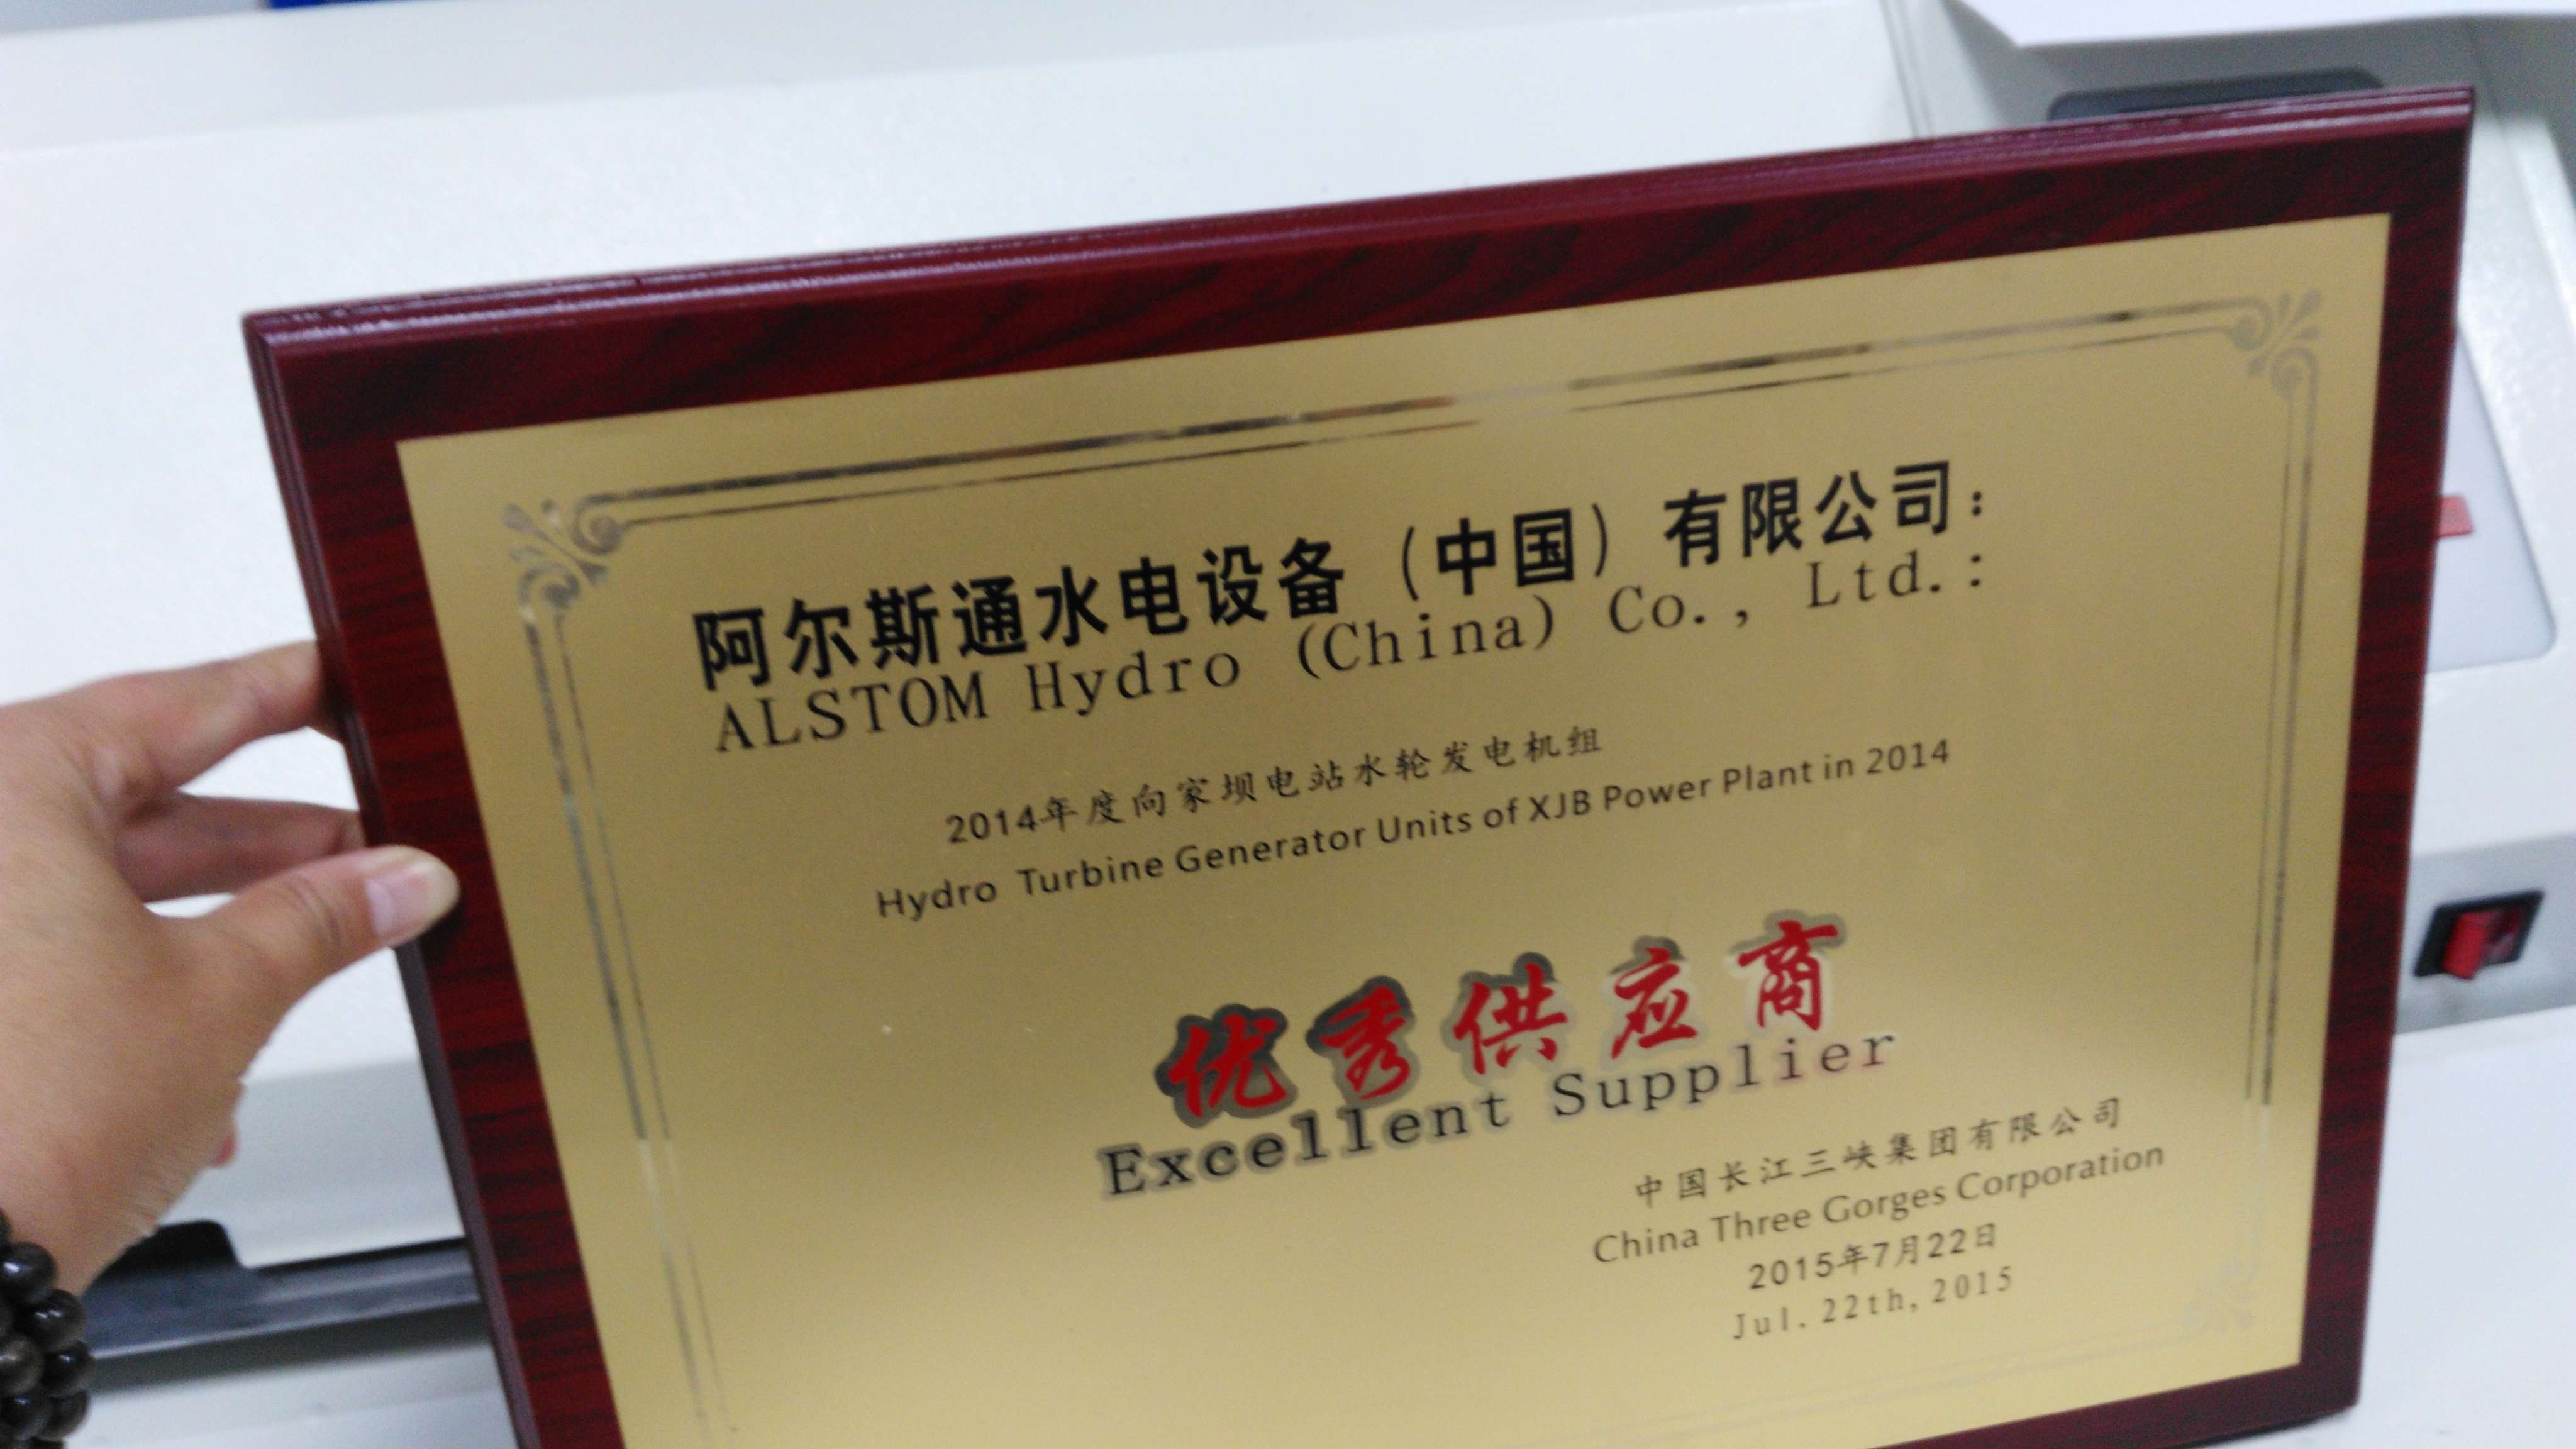 阿尔斯通水电设备（中国）有限公司：
ALSTOM Hydro (China) Co., Ltd.:
2014年度向家坝电站水轮发电机组
Hydro Turbine Generator Units of XJB Power Plant in 2014
优秀供应商
Excellent Supplier
中国长江三峡集团有限公司
China Three Gorges Corporation
2015年7月22日
Jul. 22th, 2015